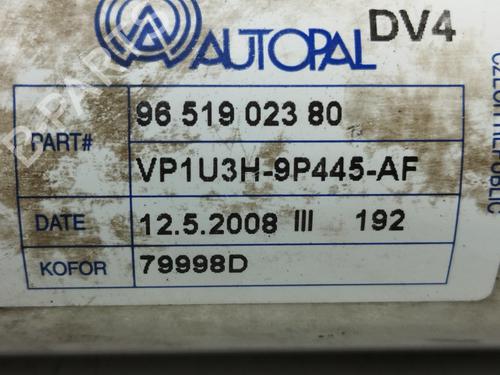 AUTOPAL
DV4
PART#
96 519 023 80
VP1U3H-9P445-AF
DATE
12.5.2008 III 192
KOFOR
79998D